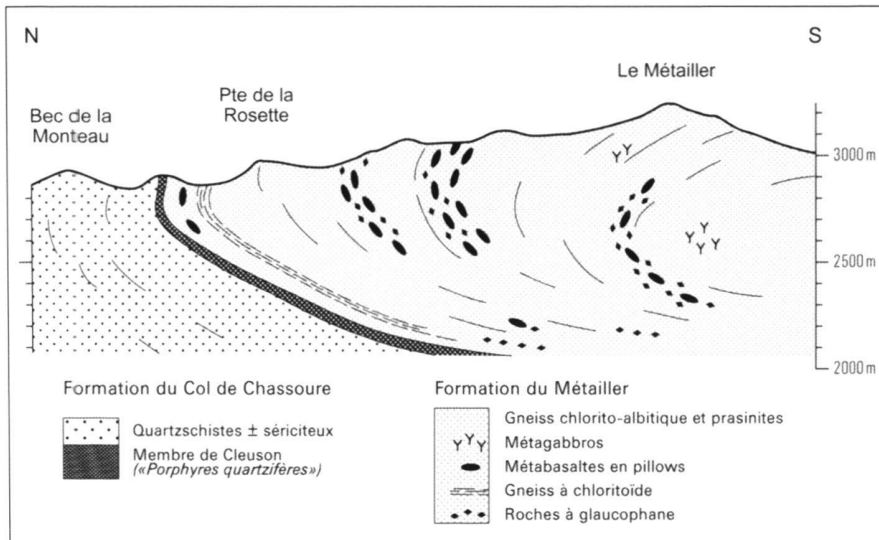 N
S
Le Métailler
Pte de la
Rosette
Bec de la
Monteau
3000 m
2500 m
2000 m
Formation du Col de Chassoure
Quartzschistes ± sériciteux
Membre de Cleuson
(«Porphyres quartzifères»)
Formation du Métailler
Gneiss chlorito-albitique et prasinites
Métagabbros
Métabasaltes en pillows
Gneiss à chloritoïde
Roches à glaucophane